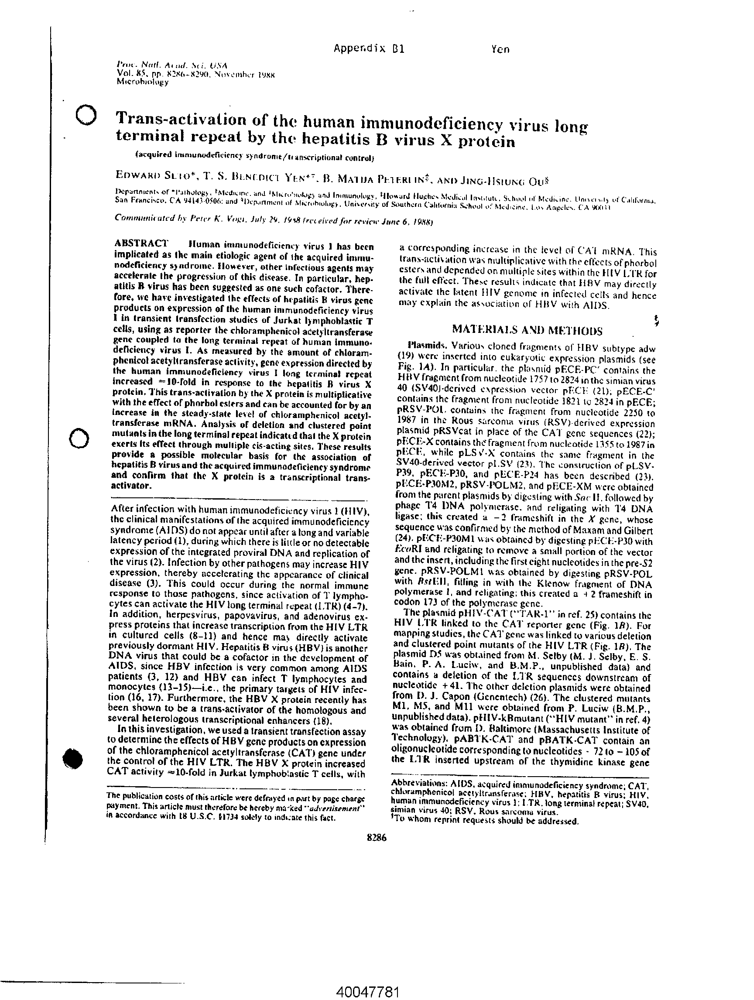 Appendix B1 Yen
Proc. Natl. Acad. Sci. USA
Vol. 85, pp. 8286-8290, November 1988
Microbiology
Trans-activation of the human immunodeficiency virus long
terminal repeat by the hepatitis B virus X protein
(acquired immunodeficiency syndrome/transcriptional control)
EDWARD SETO*, T. S. BENEDICT YEN*†, B. MATIJA PETERLIN‡, AND JING-HSIUNG OU§
Departments of *Pathology, ‡Medicine, and ‡Microbiology and Immunology, ‡Howard Hughes Medical Institute, School of Medicine, University of California,
San Francisco, CA 94143-0506; and §Department of Microbiology, University of Southern California School of Medicine, Los Angeles, CA 90033
Communicated by Peter K. Vogt, July 29, 1988 (received for review June 6, 1988)
ABSTRACT Human immunodeficiency virus 1 has been
implicated as the main etiologic agent of the acquired immu-
nodeficiency syndrome. However, other infectious agents may
accelerate the progression of this disease. In particular, hep-
atitis B virus has been suggested as one such cofactor. There-
fore, we have investigated the effects of hepatitis B virus gene
products on expression of the human immunodeficiency virus
1 in transient transfection studies of Jurkat lymphoblastic T
cells, using as reporter the chloramphenicol acetyltransferase
gene coupled to the long terminal repeat of human immuno-
deficiency virus 1. As measured by the amount of chloram-
phenicol acetyltransferase activity, gene expression directed by
the human immunodeficiency virus 1 long terminal repeat
increased ≈10-fold in response to the hepatitis B virus X
protein. This trans-activation by the X protein is multiplicative
with the effect of phorbol esters and can be accounted for by an
increase in the steady-state level of chloramphenicol acetyl-
transferase mRNA. Analysis of deletion and clustered point
mutants in the long terminal repeat indicated that the X protein
exerts its effect through multiple cis-acting sites. These results
provide a possible molecular basis for the association of
hepatitis B virus and the acquired immunodeficiency syndrome
and confirm that the X protein is a transcriptional trans-
activator.
After infection with human immunodeficiency virus 1 (HIV),
the clinical manifestations of the acquired immunodeficiency
syndrome (AIDS) do not appear until after a long and variable
latency period (1), during which there is little or no detectable
expression of the integrated proviral DNA and replication of
the virus (2). Infection by other pathogens may increase HIV
expression, thereby accelerating the appearance of clinical
disease (3). This could occur during the normal immune
response to those pathogens, since activation of T lympho-
cytes can activate the HIV long terminal repeat (LTR) (4-7).
In addition, herpesvirus, papovavirus, and adenovirus ex-
press proteins that increase transcription from the HIV LTR
in cultured cells (8-11) and hence may directly activate
previously dormant HIV. Hepatitis B virus (HBV) is another
DNA virus that could be a cofactor in the development of
AIDS, since HBV infection is very common among AIDS
patients (3, 12) and HBV can infect T lymphocytes and
monocytes (13-15)—i.e., the primary targets of HIV infec-
tion (16, 17). Furthermore, the HBV X protein recently has
been shown to be a trans-activator of the homologous and
several heterologous transcriptional enhancers (18).
In this investigation, we used a transient transfection assay
to determine the effects of HBV gene products on expression
of the chloramphenicol acetyltransferase (CAT) gene under
the control of the HIV LTR. The HBV X protein increased
CAT activity ≈10-fold in Jurkat lymphoblastic T cells, with
The publication costs of this article were defrayed in part by page charge
payment. This article must therefore be hereby marked "advertisement"
in accordance with 18 U.S.C. §1734 solely to indicate this fact.
a corresponding increase in the level of CAT mRNA. This
trans-activation was multiplicative with the effects of phorbol
esters and depended on multiple sites within the HIV LTR for
the full effect. These results indicate that HBV may directly
activate the latent HIV genome in infected cells and hence
may explain the association of HBV with AIDS.
MATERIALS AND METHODS
Plasmids. Various cloned fragments of HBV subtype adw
(19) were inserted into eukaryotic expression plasmids (see
Fig. 1A). In particular, the plasmid pECE-PC' contains the
HBV fragment from nucleotide 1757 to 2824 in the simian virus
40 (SV40)-derived expression vector pECE (21); pECE-C'
contains the fragment from nucleotide 1821 to 2824 in pECE;
pRSV-POL contains the fragment from nucleotide 2250 to
1987 in the Rous sarcoma virus (RSV)-derived expression
plasmid pRSVcat in place of the CAT gene sequences (22);
pECE-X contains the fragment from nucleotide 1355 to 1987 in
pECE, while pLSV-X contains the same fragment in the
SV40-derived vector pLSV (23). The construction of pLSV-
P39, pECE-P30, and pECE-P24 has been described (23).
pECE-P30M2, pRSV-POLM2, and pECE-XM were obtained
from the parent plasmids by digesting with Sac II, followed by
phage T4 DNA polymerase, and religating with T4 DNA
ligase; this created a −2 frameshift in the X gene, whose
sequence was confirmed by the method of Maxam and Gilbert
(24). pECE-P30M1 was obtained by digesting pECE-P30 with
EcoRI and religating to remove a small portion of the vector
and the insert, including the first eight nucleotides in the pre-S2
gene. pRSV-POLM1 was obtained by digesting pRSV-POL
with BstEII, filling in with the Klenow fragment of DNA
polymerase I, and religating; this created a +2 frameshift in
codon 173 of the polymerase gene.
The plasmid pHIV-CAT ("TAR-1" in ref. 25) contains the
HIV LTR linked to the CAT reporter gene (Fig. 1B). For
mapping studies, the CAT gene was linked to various deletion
and clustered point mutants of the HIV LTR (Fig. 1B). The
plasmid D5 was obtained from M. Selby (M. J. Selby, E. S.
Bain, P. A. Luciw, and B.M.P., unpublished data) and
contains a deletion of the LTR sequences downstream of
nucleotide +41. The other deletion plasmids were obtained
from D. J. Capon (Genentech) (26). The clustered mutants
M1, M5, and M11 were obtained from P. Luciw (B.M.P.,
unpublished data). pHIV-kBmutant ("HIV mutant" in ref. 4)
was obtained from D. Baltimore (Massachusetts Institute of
Technology). pABTK-CAT and pBATK-CAT contain an
oligonucleotide corresponding to nucleotides −72 to −105 of
the LTR inserted upstream of the thymidine kinase gene
Abbreviations: AIDS, acquired immunodeficiency syndrome; CAT,
chloramphenicol acetyltransferase; HBV, hepatitis B virus; HIV,
human immunodeficiency virus 1; LTR, long terminal repeat; SV40,
simian virus 40; RSV, Rous sarcoma virus.
†To whom reprint requests should be addressed.
8286
40047781